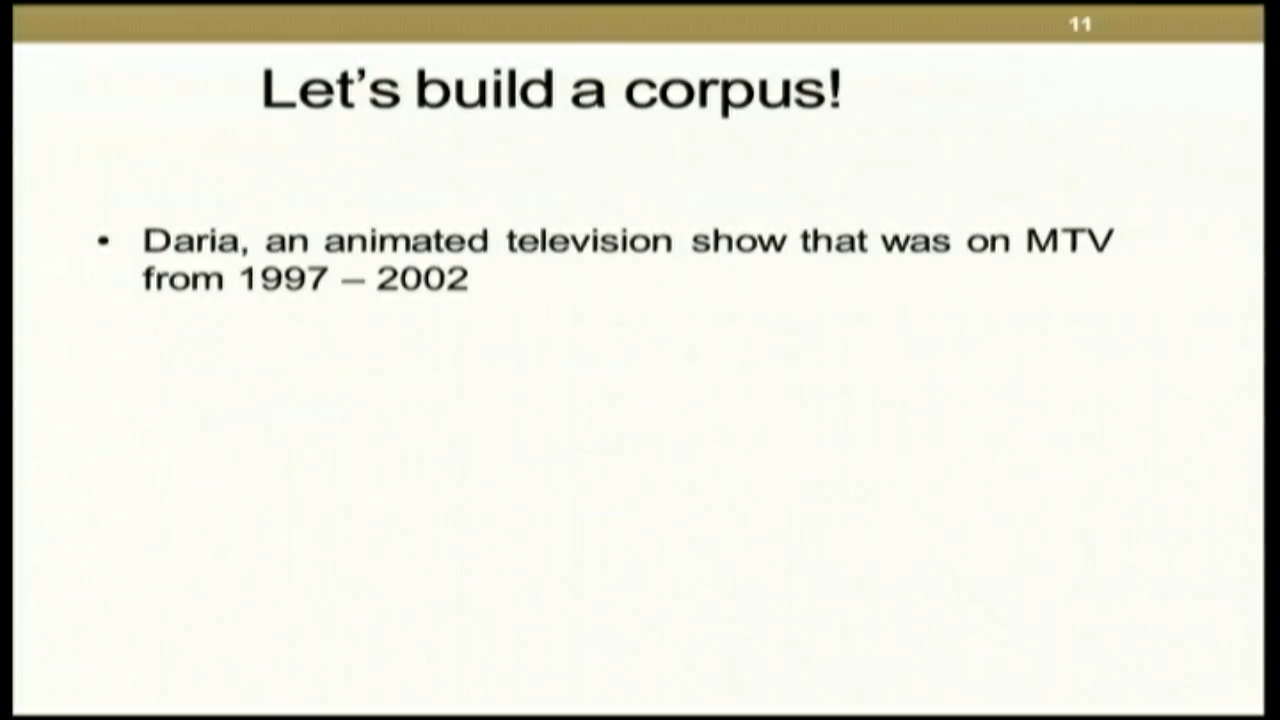 11
Let's build a corpus!
• Daria, an animated television show that was on MTV
from 1997 – 2002